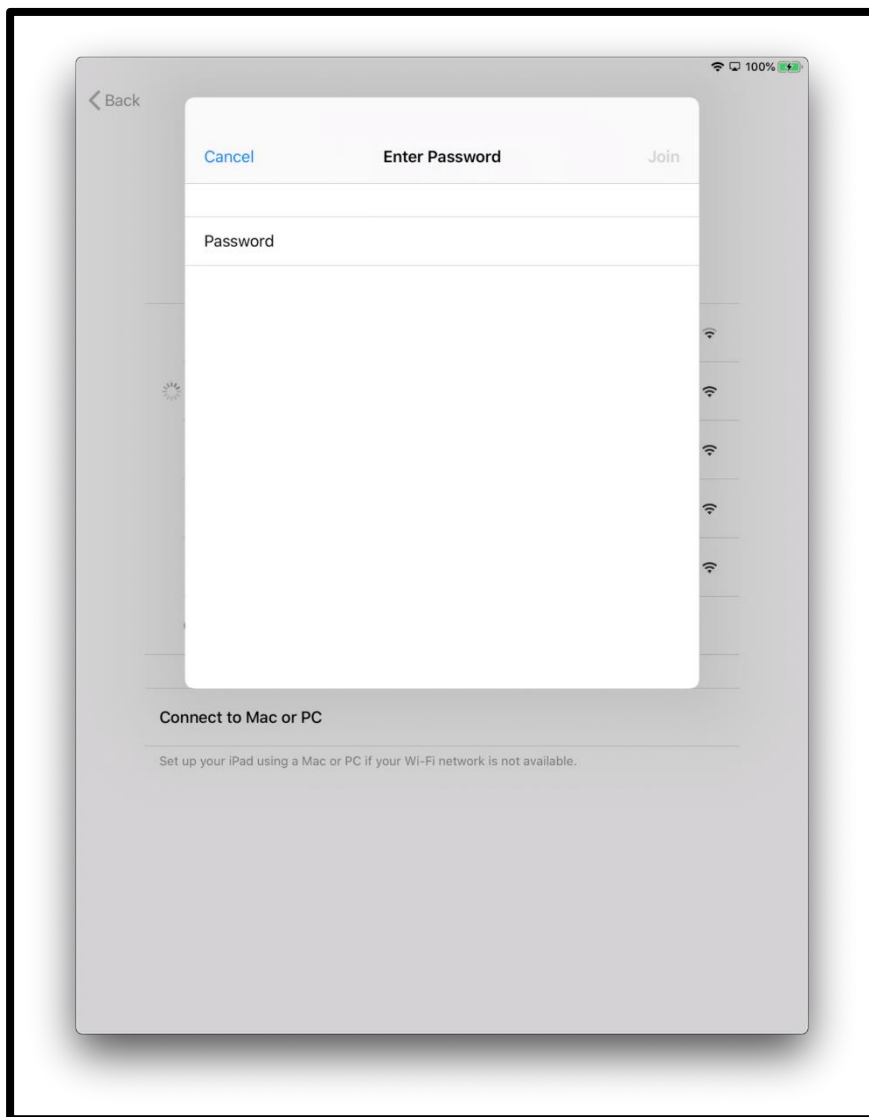 100%
Back
Cancel Enter Password Join
Password
Connect to Mac or PC
Set up your iPad using a Mac or PC if your Wi-Fi network is not available.